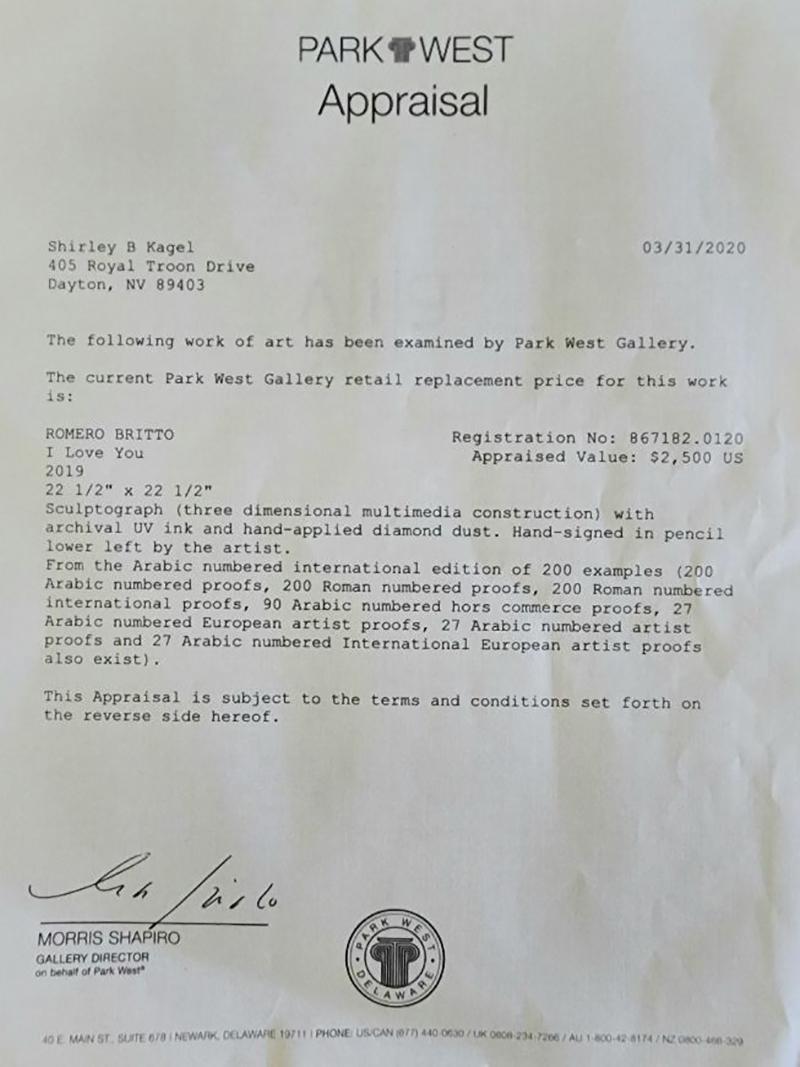 PARK WEST
Appraisal
Shirley B Kagel
03/31/2020
405 Royal Troon Drive
Dayton, NV 89403
The following work of art has been examined by Park West Gallery.
The current Park West Gallery retail replacement price for this work
is:
ROMERO BRITTO
Registration No: 867182.0120
I Love You
Appraised Value: $2,500 US
2019
22 1/2" x 22 1/2"
Sculptograph (three dimensional multimedia construction) with
archival UV ink and hand-applied diamond dust. Hand-signed in pencil
lower left by the artist.
From the Arabic numbered international edition of 200 examples (200
Arabic numbered proofs, 200 Roman numbered proofs, 200 Roman numbered
international proofs, 90 Arabic numbered hors commerce proofs, 27
Arabic numbered European artist proofs, 27 Arabic numbered artist
proofs and 27 Arabic numbered International European artist proofs
also exist).
This Appraisal is subject to the terms and conditions set forth on
the reverse side hereof.
MORRIS SHAPIRO
GALLERY DIRECTOR
on behalf of Park West®
PARK WEST
DELAWARE
40 E. MAIN ST., SUITE 678 | NEWARK, DELAWARE 19711 | PHONE: US/CAN (877) 440-0630 / UK 0808-234-7266 / AU 1-800-42-8174 / NZ 0800-466-329